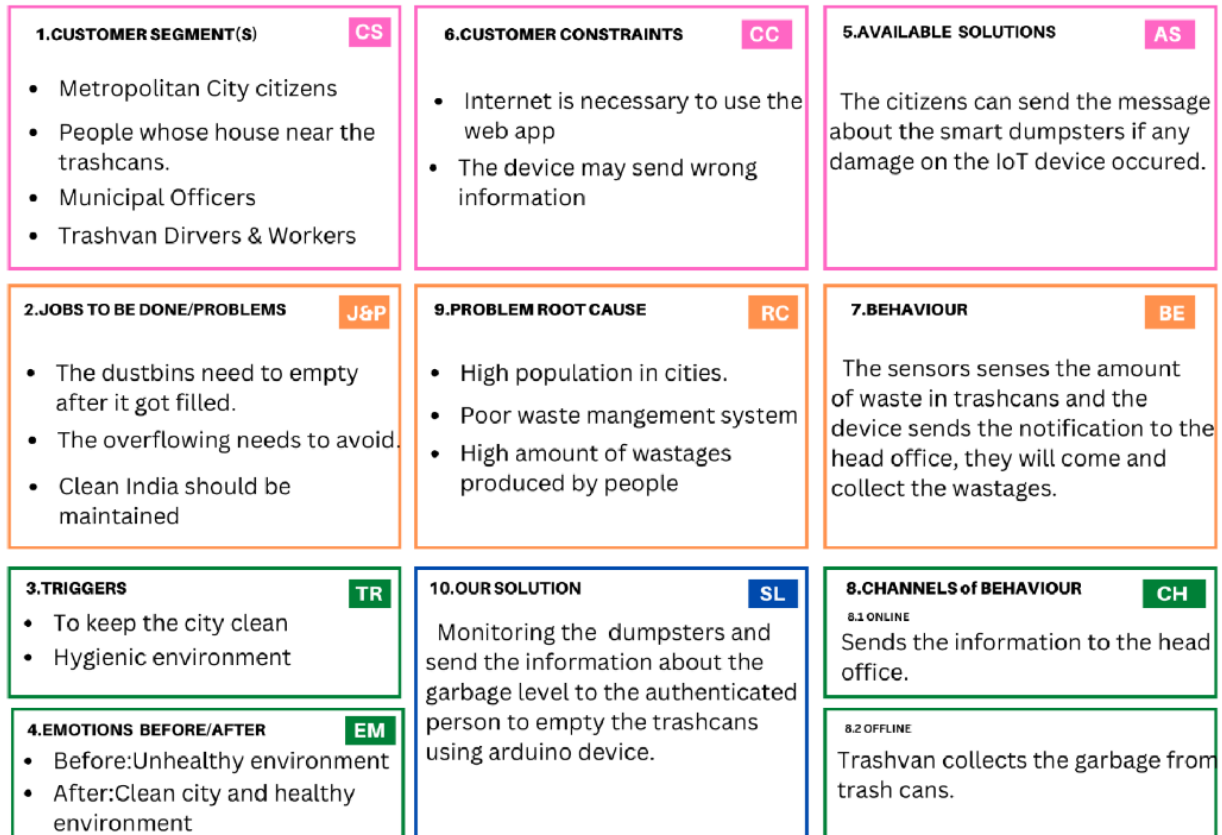 1.CUSTOMER SEGMENT(S)
CS
• Metropolitan City citizens
• People whose house near the
trashcans.
• Municipal Officers
• Trashvan Dirvers & Workers
6.CUSTOMER CONSTRAINTS
CC
• Internet is necessary to use the
web app
• The device may send wrong
information
5.AVAILABLE SOLUTIONS
AS
The citizens can send the message
about the smart dumpsters if any
damage on the IoT device occured.
2.JOBS TO BE DONE/PROBLEMS
J&P
• The dustbins need to empty
after it got filled.
• The overflowing needs to avoid.
• Clean India should be
maintained
9.PROBLEM ROOT CAUSE
RC
• High population in cities.
• Poor waste mangement system
• High amount of wastages
produced by people
7.BEHAVIOUR
BE
The sensors senses the amount
of waste in trashcans and the
device sends the notification to the
head office, they will come and
collect the wastages.
3.TRIGGERS
TR
• To keep the city clean
• Hygienic environment
4.EMOTIONS BEFORE/AFTER
EM
• Before:Unhealthy environment
• After:Clean city and healthy
environment
10.OUR SOLUTION
SL
Monitoring the dumpsters and
send the information about the
garbage level to the authenticated
person to empty the trashcans
using arduino device.
8.CHANNELS of BEHAVIOUR
CH
8.1 ONLINE
Sends the information to the head
office.
8.2 OFFLINE
Trashvan collects the garbage from
trash cans.